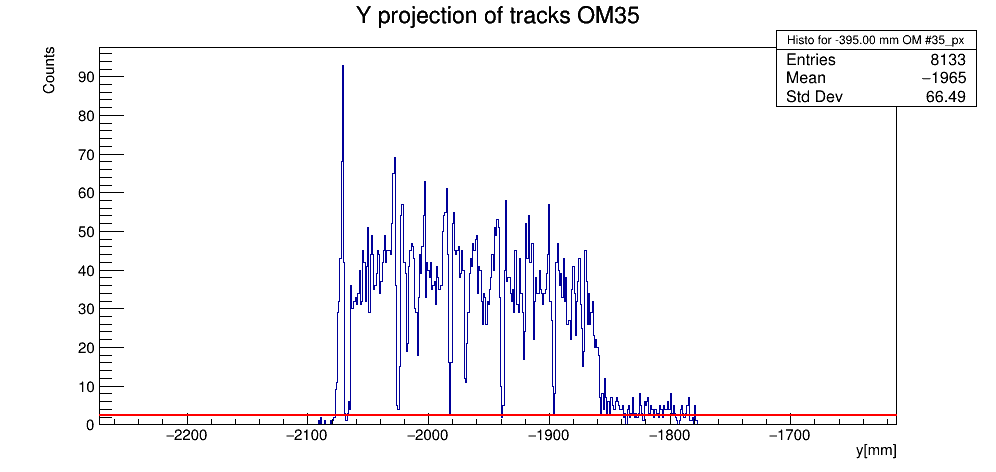 Y projection of tracks OM35
Histo for -395.00 mm OM #35_px
Entries 8133
Mean −1965
Std Dev 66.49
Counts
90
80
70
60
50
40
30
20
10
0
−2200 −2100 −2000 −1900 −1800 −1700
y[mm]